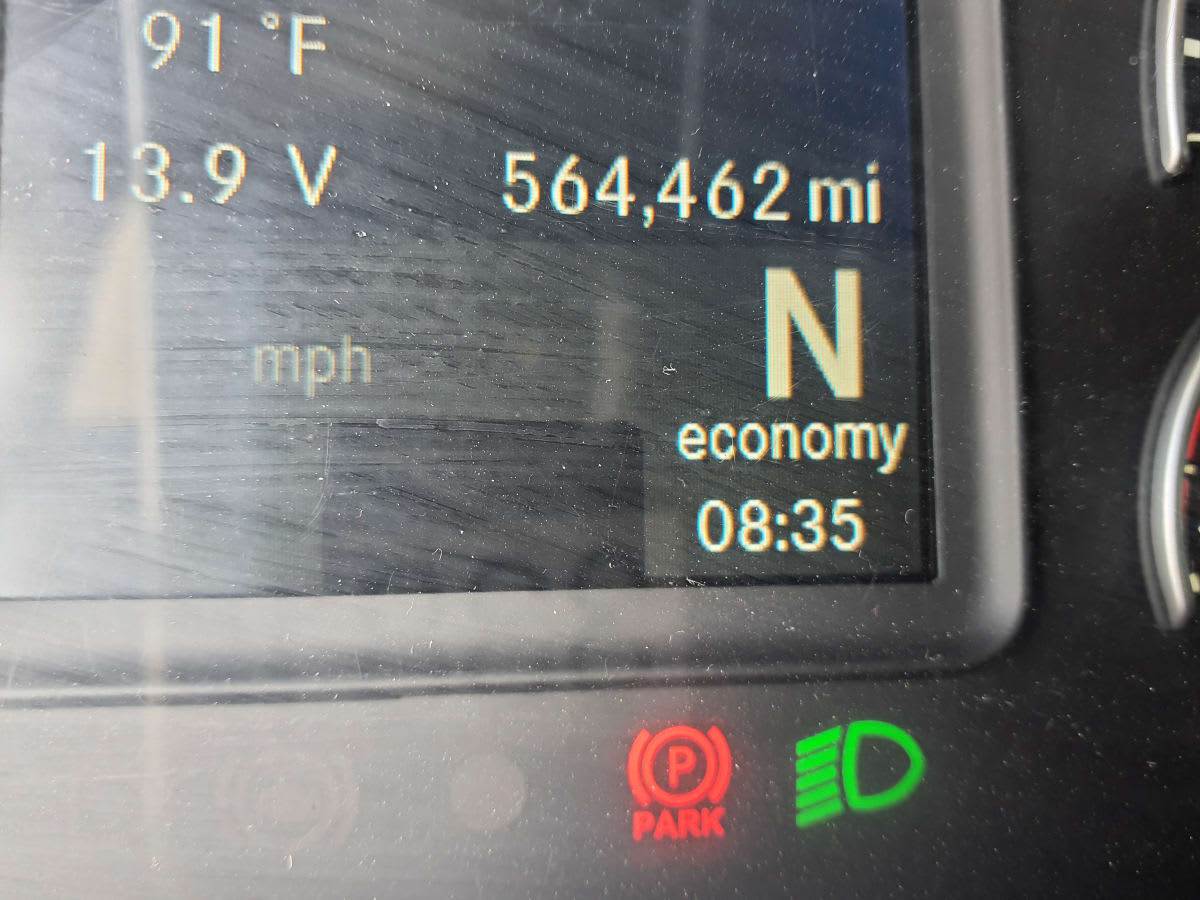 91 °F
13.9 V
564,462 mi
mph
N
economy
08:35
P
PARK